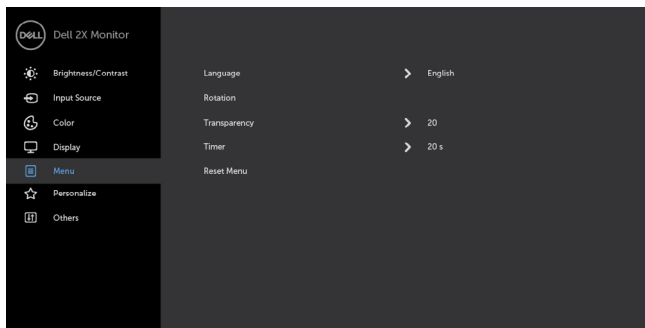 DELL Dell 2X Monitor
Brightness/Contrast Language English
Input Source Rotation
Color Transparency 20
Display Timer 20 s
Menu Reset Menu
Personalize
Others